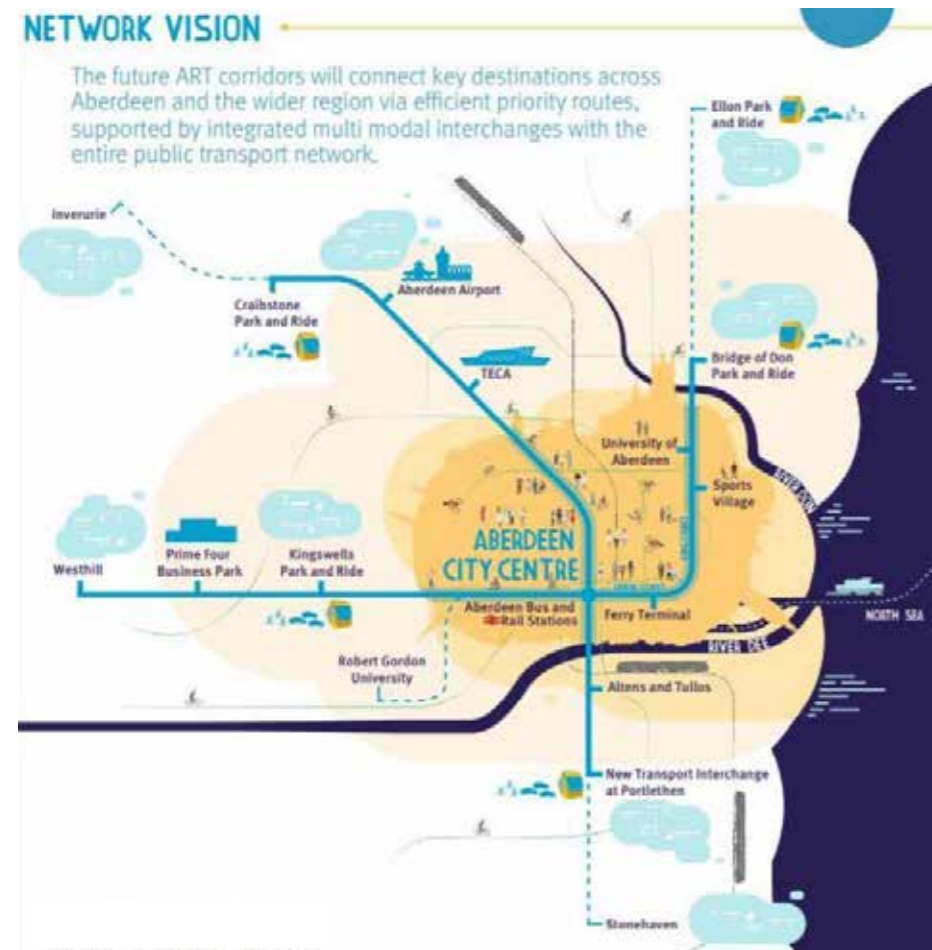 NETWORK VISION
The future ART corridors will connect key destinations across
Aberdeen and the wider region via efficient priority routes,
supported by integrated multi modal interchanges with the
entire public transport network.
Ellon Park
and Ride
Inverurie
Craibstone
Park and Ride
Aberdeen Airport
TECA
Bridge of Don
Park and Ride
University of
Aberdeen
Sports
Village
RIVER DON
Westhill
Prime Four
Business Park
Kingswells
Park and Ride
ABERDEEN
CITY CENTRE
Aberdeen Bus and
Rail Stations
Ferry Terminal
NORTH SEA
RIVER DEE
Robert Gordon
University
Altens and Tullos
New Transport Interchange
at Portlethen
Stonehaven